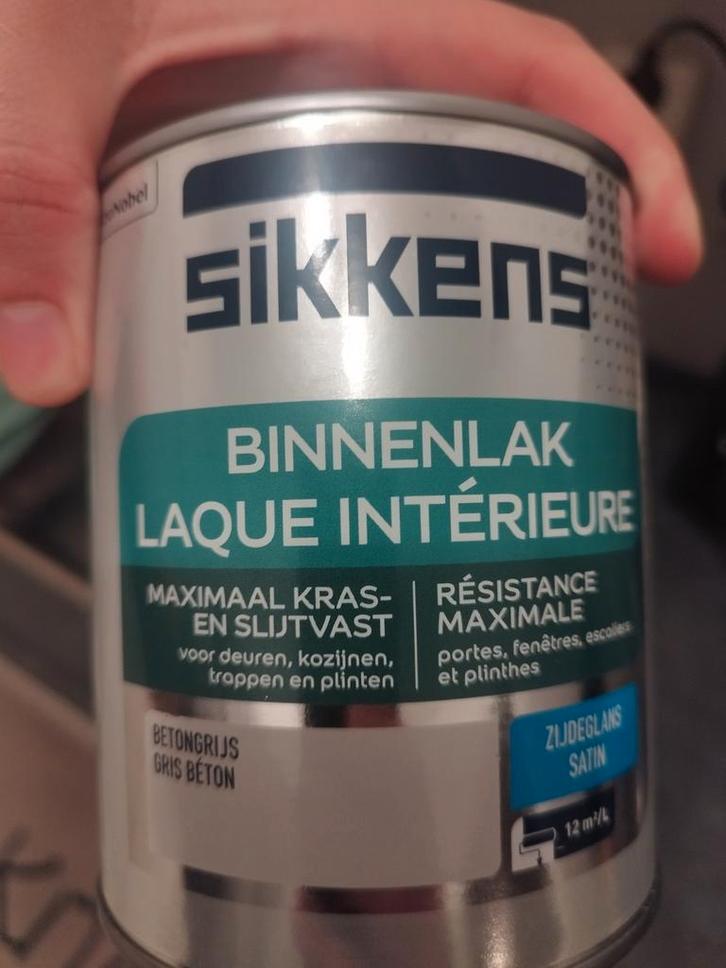 sikkens
BINNENLAK
LAQUE INTÉRIEURE
MAXIMAAL KRAS-
EN SLIJTVAST
voor deuren, kozijnen,
trappen en plinten
RÉSISTANCE
MAXIMALE
portes, fenêtres, escaliers
et plinthes
BETONGRIJS
GRIS BÉTON
ZIJDEGLANS
SATIN
12 m²/L